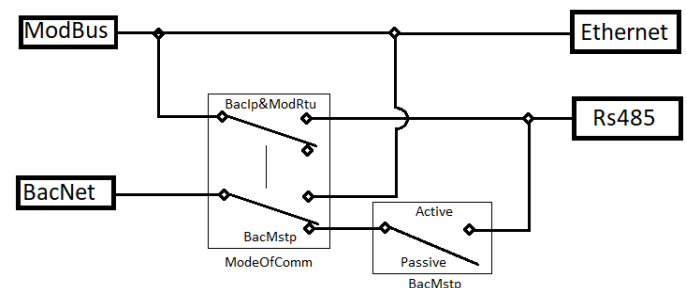 ModBus
Ethernet
BacIp&ModRtu
Rs485
BacNet
Active
BacMstp
Passive
ModeOfComm
BacMstp